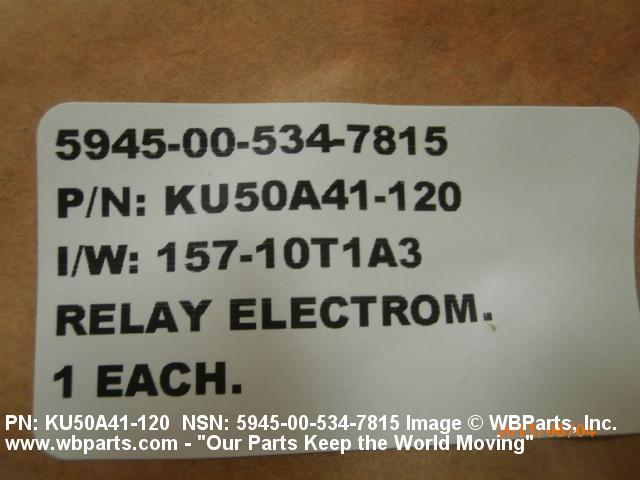 5945-00-534-7815
P/N: KU50A41-120
I/W: 157-10T1A3
RELAY ELECTROM.
1 EACH.
PN: KU50A41-120 NSN: 5945-00-534-7815 Image © WBParts, Inc.
www.wbparts.com - "Our Parts Keep the World Moving"